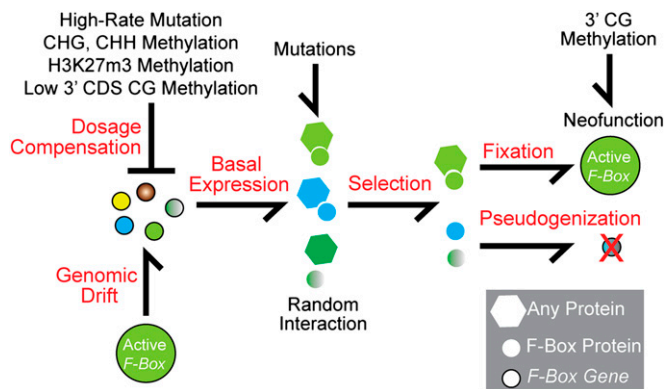 High-Rate Mutation
CHG, CHH Methylation
H3K27m3 Methylation
Low 3' CDS CG Methylation
Dosage
Compensation
Genomic
Drift
Active
F-Box
Basal
Expression
Mutations
Random
Interaction
Selection
Fixation
Pseudogenization
3' CG
Methylation
Neofunction
Active
F-Box
X
Any Protein
F-Box Protein
F-Box Gene